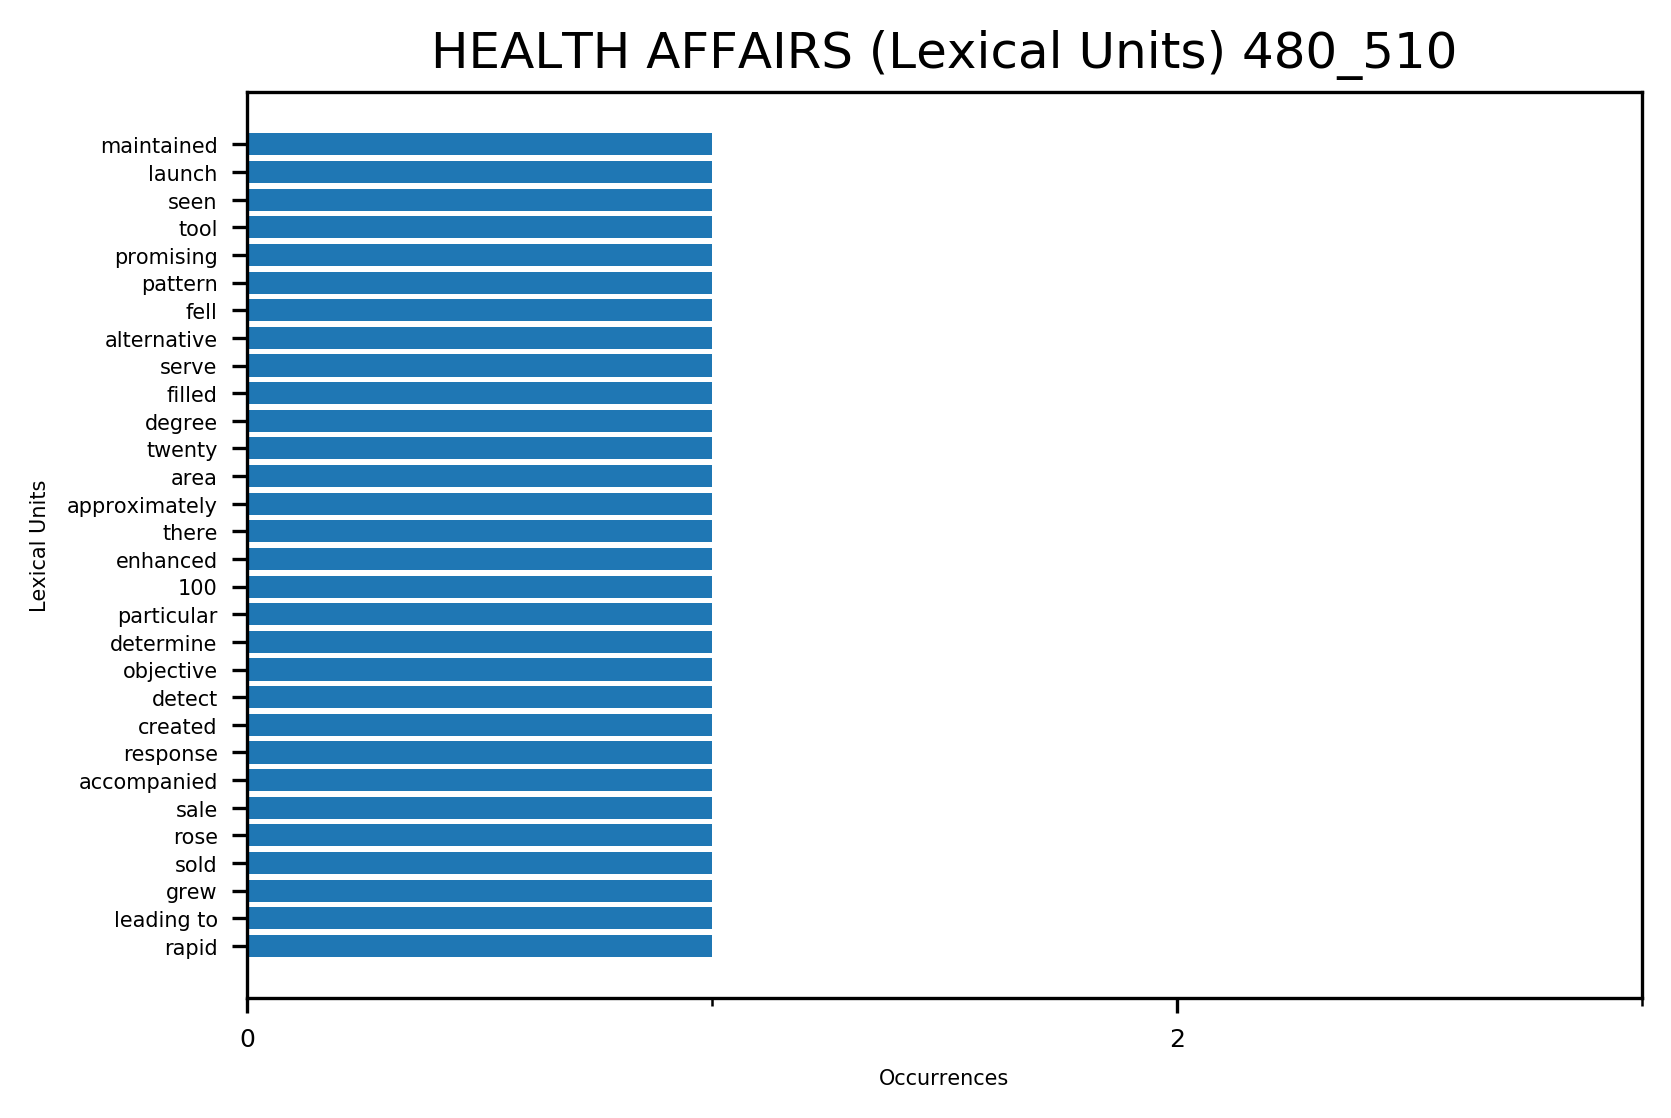 HEALTH AFFAIRS (Lexical Units) 480_510
maintained
launch
seen
tool
promising
pattern
fell
alternative
serve
filled
degree
twenty
area
approximately
there
enhanced
100
particular
determine
objective
detect
created
response
accompanied
sale
rose
sold
grew
leading to
rapid
Lexical Units
0
2
Occurrences